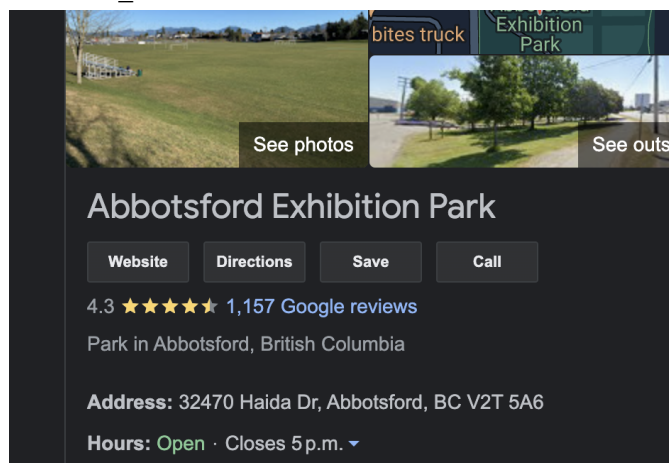 bites truck
Exhibition
Park
See photos
See outs
Abbotsford Exhibition Park
Website
Directions
Save
Call
4.3 1,157 Google reviews
Park in Abbotsford, British Columbia
Address: 32470 Haida Dr, Abbotsford, BC V2T 5A6
Hours: Open · Closes 5 p.m.